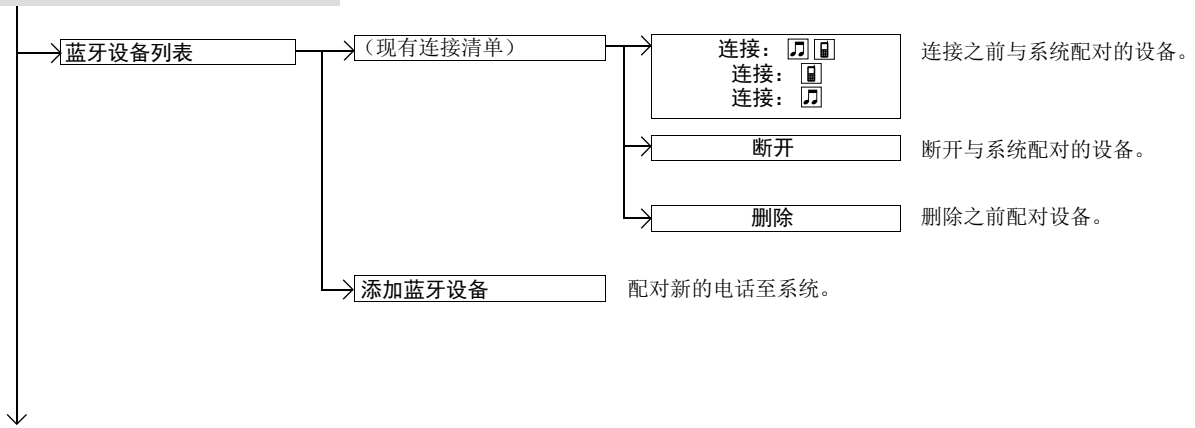 蓝牙设备列表
（现有连接清单）
连接：
连接：
连接：
连接之前与系统配对的设备。
断开
断开与系统配对的设备。
删除
删除之前配对设备。
添加蓝牙设备
配对新的电话至系统。